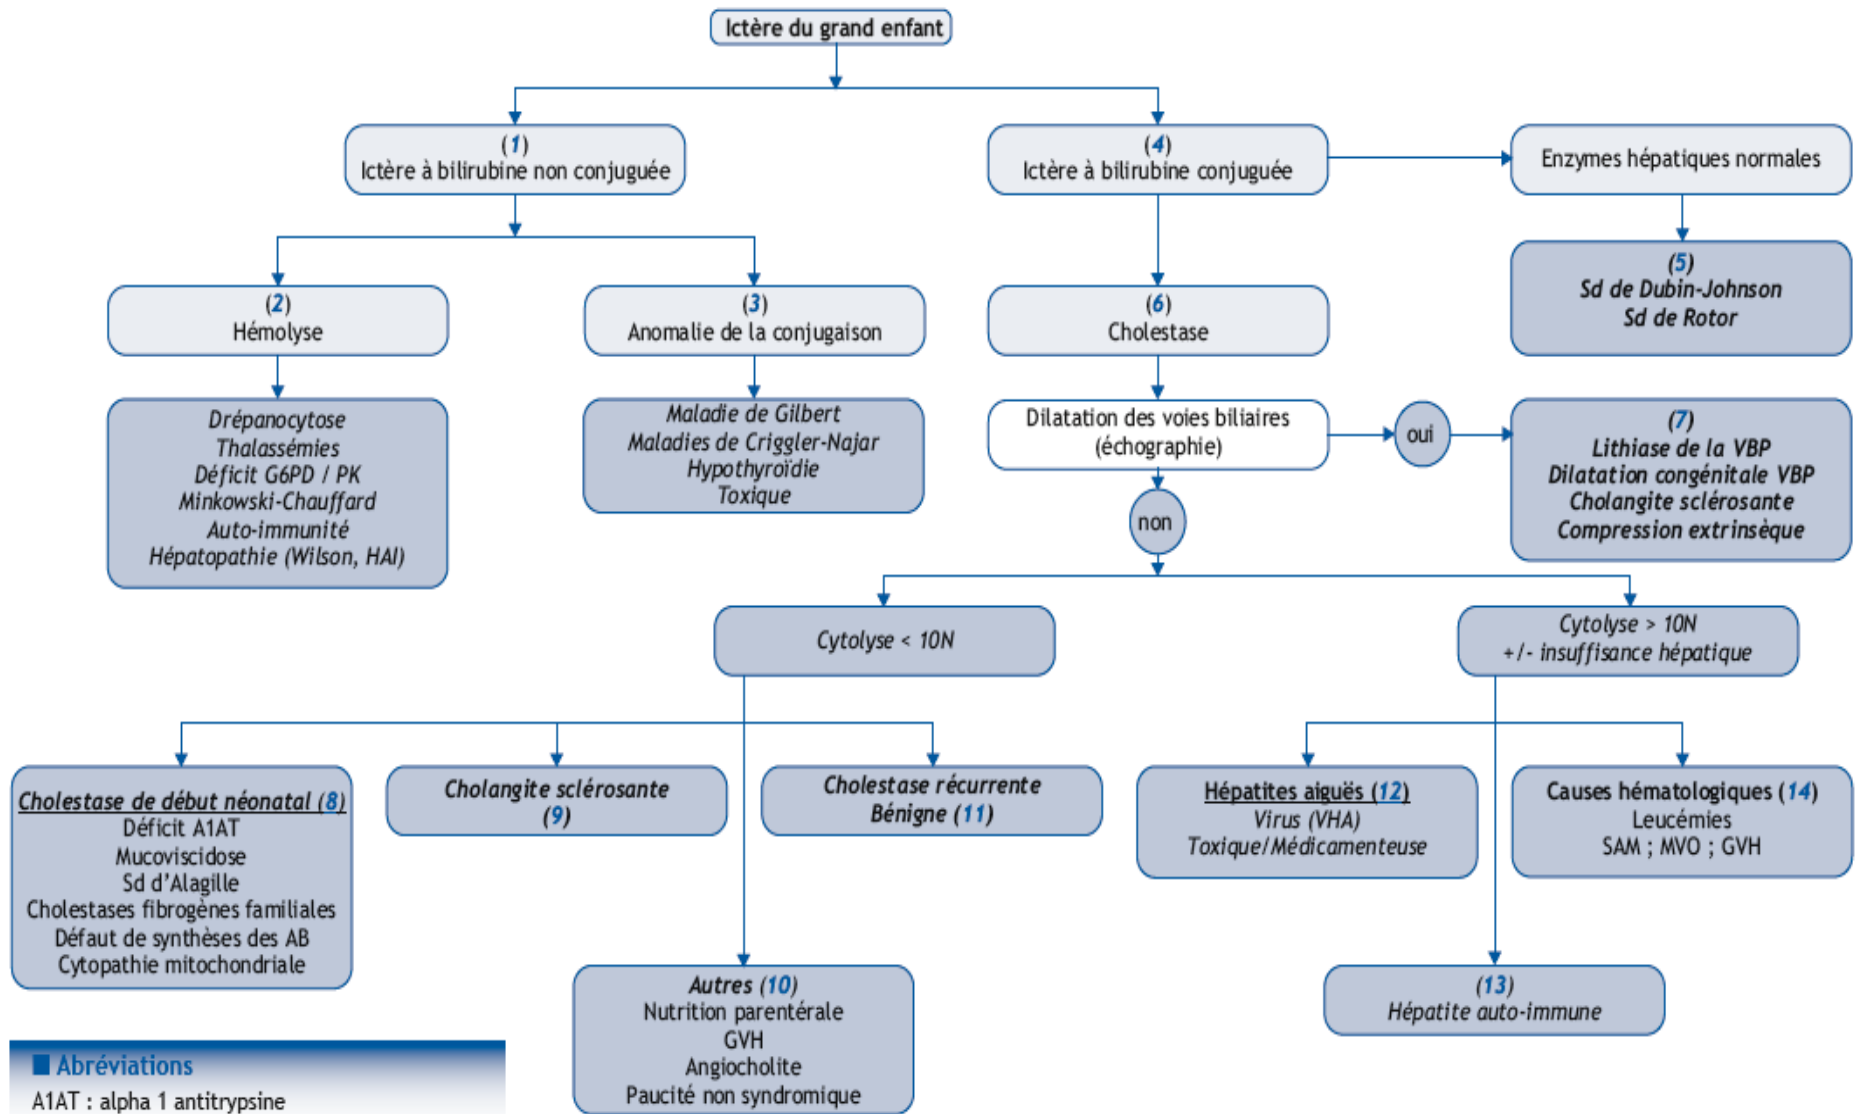 Ictère du grand enfant
(1)
Ictère à bilirubine non conjuguée
(4)
Ictère à bilirubine conjuguée
Enzymes hépatiques normales
(5)
Sd de Dubin-Johnson
Sd de Rotor
(2)
Hémolyse
(3)
Anomalie de la conjugaison
(6)
Cholestase
Drépanocytose
Thalassémies
Déficit G6PD / PK
Minkowski-Chauffard
Auto-immunité
Hépatopathie (Wilson, HAI)
Maladie de Gilbert
Maladies de Criggler-Najar
Hypothyroïdie
Toxique
Dilatation des voies biliaires
(échographie)
oui
(7)
Lithiase de la VBP
Dilatation congénitale VBP
Cholangite sclérosante
Compression extrinsèque
non
Cytolyse < 10N
Cytolyse > 10N
+/- insuffisance hépatique
Cholestase de début néonatal (8)
Déficit A1AT
Mucoviscidose
Sd d'Alagille
Cholestases fibrogènes familiales
Défaut de synthèses des AB
Cytopathie mitochondriale
Cholangite sclérosante
(9)
Cholestase récurrente
Bénigne (11)
Hépatites aiguës (12)
Virus (VHA)
Toxique/Médicamenteuse
Causes hématologiques (14)
Leucémies
SAM ; MVO ; GVH
Autres (10)
Nutrition parentérale
GVH
Angiocholite
Paucité non syndromique
(13)
Hépatite auto-immune
Abréviations
A1AT : alpha 1 antitrypsine